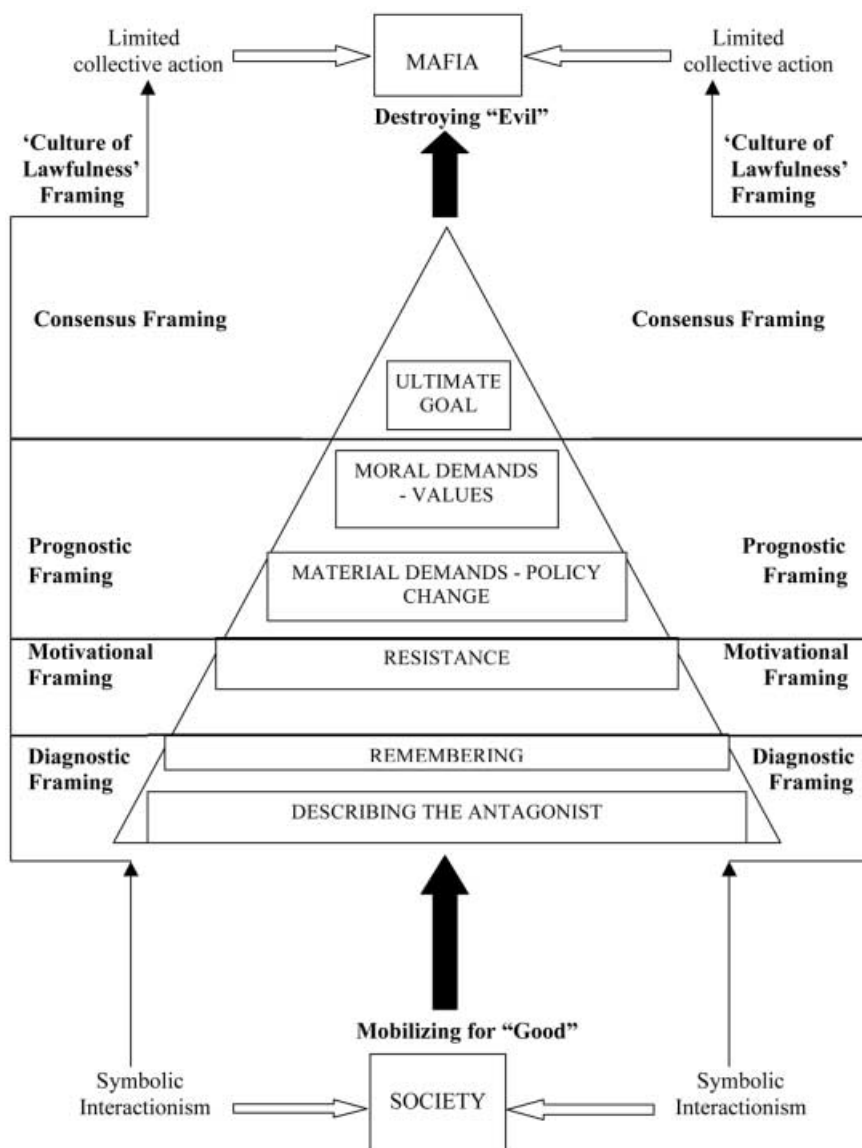 Limited
collective action
MAFIA
Limited
collective action
Destroying “Evil”
‘Culture of
Lawfulness’
Framing
‘Culture of
Lawfulness’
Framing
Consensus Framing
Consensus Framing
ULTIMATE
GOAL
MORAL DEMANDS
- VALUES
Prognostic
Framing
Prognostic
Framing
MATERIAL DEMANDS - POLICY
CHANGE
Motivational
Framing
RESISTANCE
Motivational
Framing
Diagnostic
Framing
REMEMBERING
Diagnostic
Framing
DESCRIBING THE ANTAGONIST
Mobilizing for “Good”
Symbolic
Interactionism
SOCIETY
Symbolic
Interactionism